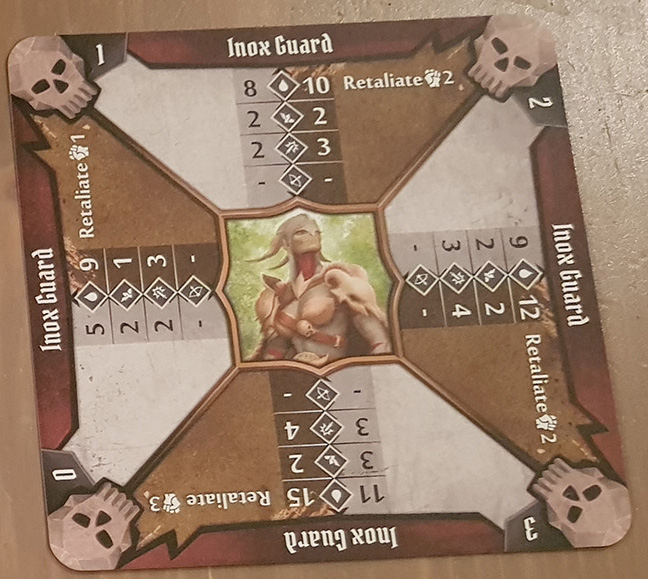 1
Inox Guard
8 10 Retaliate 2
2 2
2 3
- -
2
Inox Guard
9 12 Retaliate 2
2 2
3 4
- -
3
Inox Guard
11 15 Retaliate 3
3 2
3 4
- -
0
Inox Guard
5 9 Retaliate 1
2 1
2 3
- -